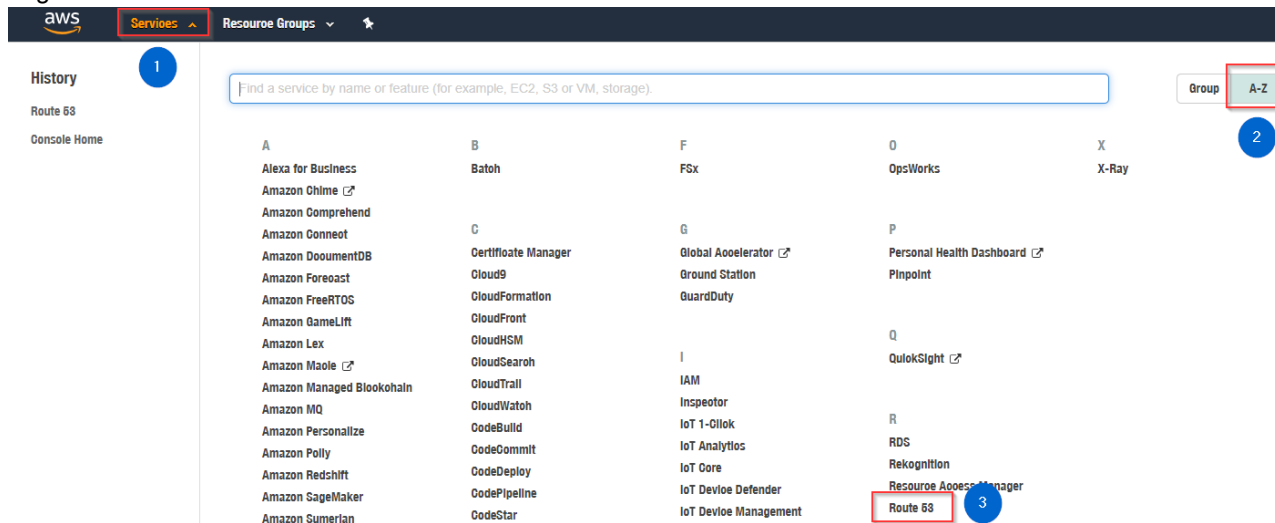 aws
Services
Resource Groups
1
History
Route 53
Console Home
Find a service by name or feature (for example, EC2, S3 or VM, storage).
Group
A-Z
2
A
Alexa for Business
Amazon Chime
Amazon Comprehend
Amazon Connect
Amazon DocumentDB
Amazon Forecast
Amazon FreeRTOS
Amazon GameLift
Amazon Lex
Amazon Macie
Amazon Managed Blockchain
Amazon MQ
Amazon Personalize
Amazon Polly
Amazon Redshift
Amazon SageMaker
Amazon Sumerian
B
Batch
C
Certificate Manager
Cloud9
CloudFormation
CloudFront
CloudHSM
CloudSearch
CloudTrail
CloudWatch
CodeBuild
CodeCommit
CodeDeploy
CodePipeline
CodeStar
F
FSx
G
Global Accelerator
Ground Station
GuardDuty
I
IAM
Inspector
IoT 1-Click
IoT Analytics
IoT Core
IoT Device Defender
IoT Device Management
O
OpsWorks
P
Personal Health Dashboard
Pinpoint
Q
QuickSight
R
RDS
Rekognition
Resource Access Manager
Route 53
3
X
X-Ray